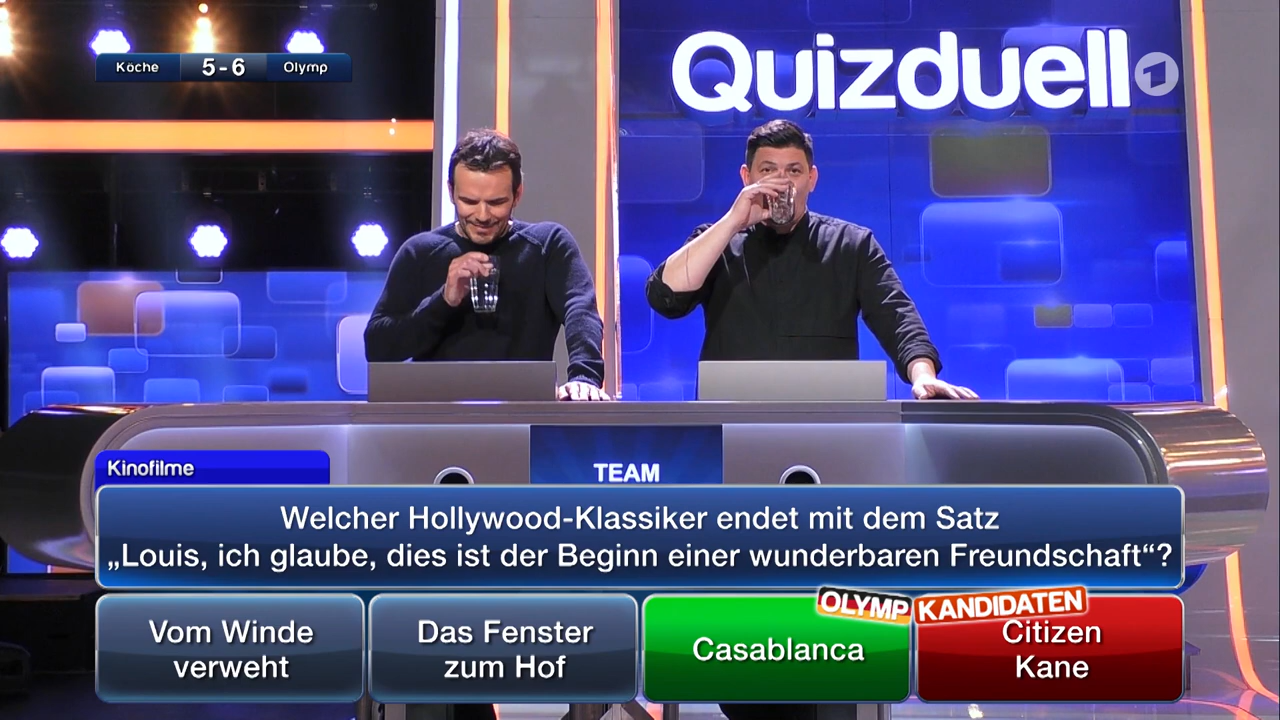 Köche 5-6 Olymp
Quizduell 1
TEAM
Kinofilme
Welcher Hollywood-Klassiker endet mit dem Satz
„Louis, ich glaube, dies ist der Beginn einer wunderbaren Freundschaft“?
OLYMP KANDIDATEN
Vom Winde
verweht
Das Fenster
zum Hof
Casablanca
Citizen
Kane